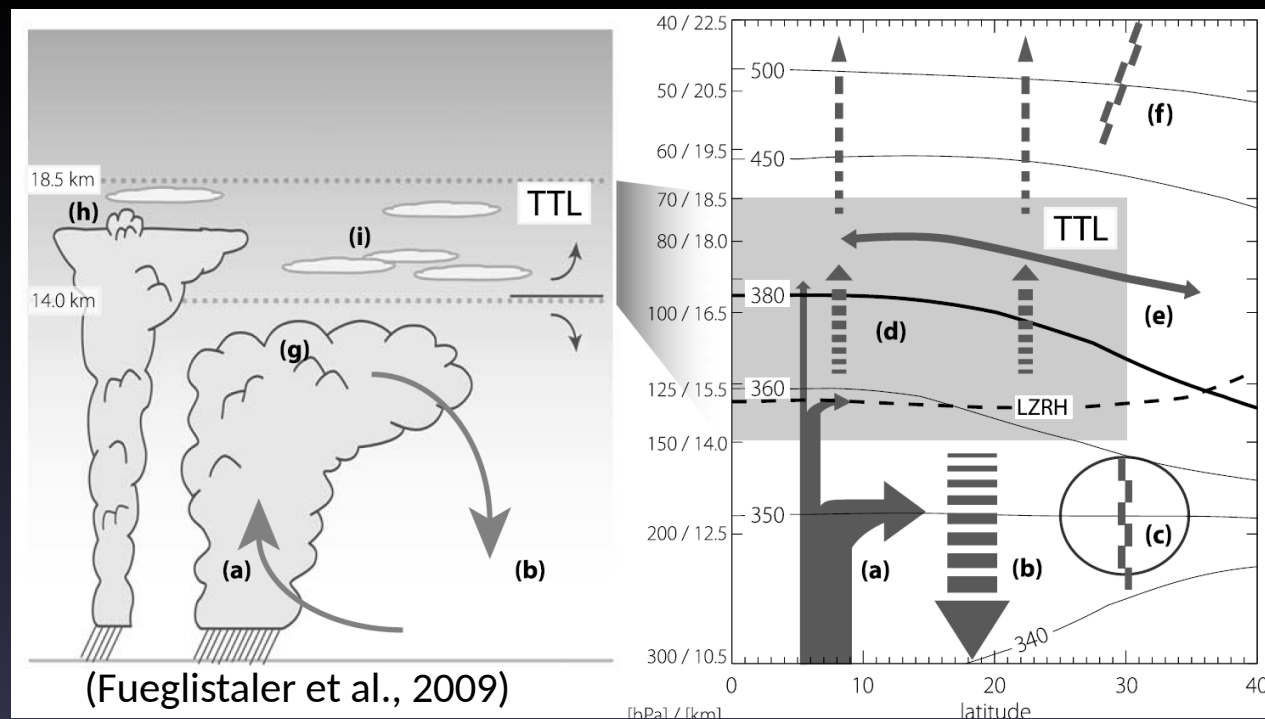 18.5 km
(h)
TTL
(i)
14.0 km
(g)
(a)
(b)
(Fueglistaler et al., 2009)
40 / 22.5
500
50 / 20.5
(f)
60 / 19.5
450
70 / 18.5
TTL
80 / 18.0
380
(e)
100 / 16.5
(d)
360
125 / 15.5
LZRH
150 / 14.0
350
200 / 12.5
(c)
(a)
(b)
340
300 / 10.5
0
10
20
30
40
[hPa] / [km]
latitude